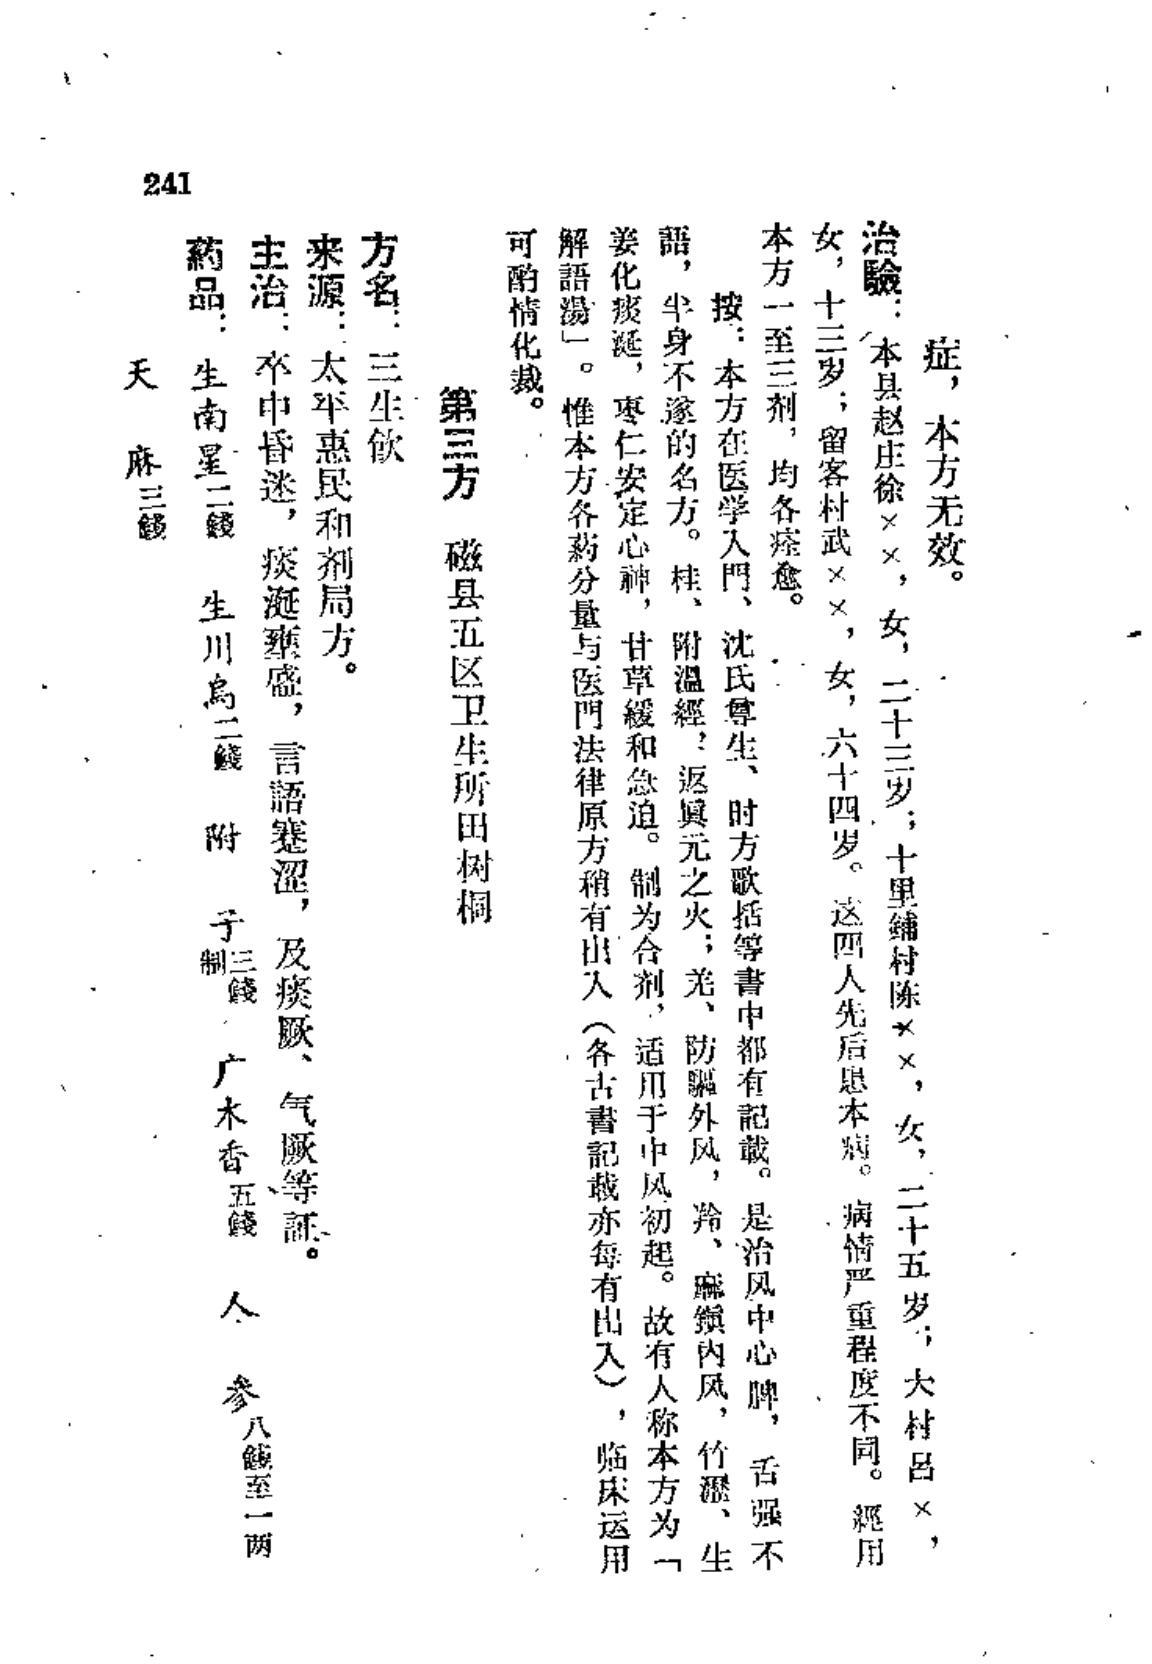 症，本方无效。
治驗：本县赵庄徐××，女，二十三岁；十里鋪村陈××，女，二十五岁；大村呂×，
女，十三岁；留客村武××，女，六十四岁。这四人先后患本病。病情严重程度不同。經用
本方一至三剂，均各痊愈。
按：本方在医学入門、沈氏尊生、时方歌括等書中都有記載。是治风中心脾，舌强不
語，半身不遂的名方。桂、附溫經，返眞元之火；羌、防驅外风，羚、麻鎭内风，竹瀝、生
姜化痰涎，枣仁安定心神，甘草緩和急迫。制为合剂，适用于中风初起。故有人称本方为「
解語湯」。惟本方各葯分量与医門法律原方稍有出入（各古書記載亦每有出入），临床运用
可酌情化裁。
第三方　磁县五区卫生所田树桐
方名：三生飲
来源：太平惠民和剂局方。
主治：卒中昏迷，痰涎壅盛，言語蹇涩，及痰厥、气厥等証。
葯品：生南星二錢　生川烏二錢　附子制三錢　广木香五錢　人参八錢至一两
天麻三錢
241